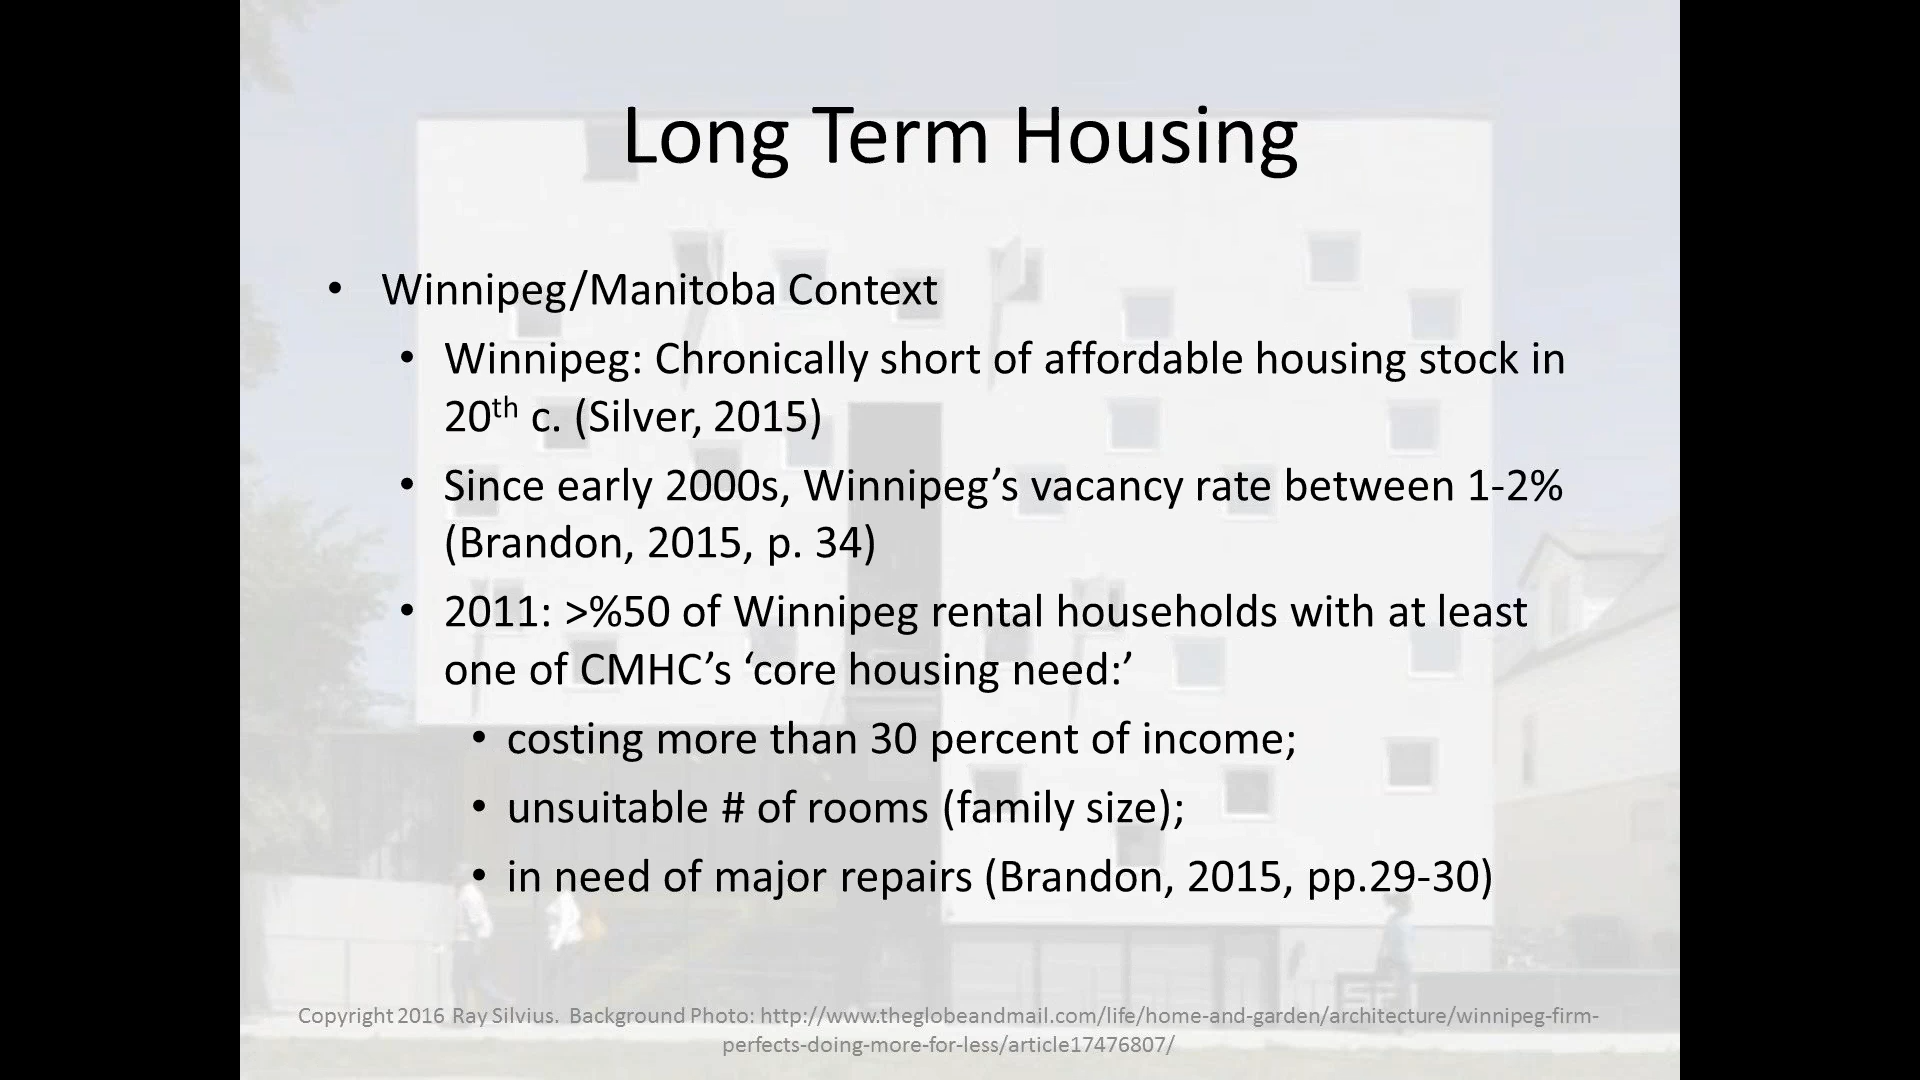 Long Term Housing
• Winnipeg/Manitoba Context
• Winnipeg: Chronically short of affordable housing stock in
20th c. (Silver, 2015)
• Since early 2000s, Winnipeg’s vacancy rate between 1-2%
(Brandon, 2015, p. 34)
• 2011: >%50 of Winnipeg rental households with at least
one of CMHC’s ‘core housing need:’
• costing more than 30 percent of income;
• unsuitable # of rooms (family size);
• in need of major repairs (Brandon, 2015, pp.29-30)
Copyright 2016 Ray Silvius. Background Photo: http://www.theglobeandmail.com/life/home-and-garden/architecture/winnipeg-firm-
perfects-doing-more-for-less/article17476807/